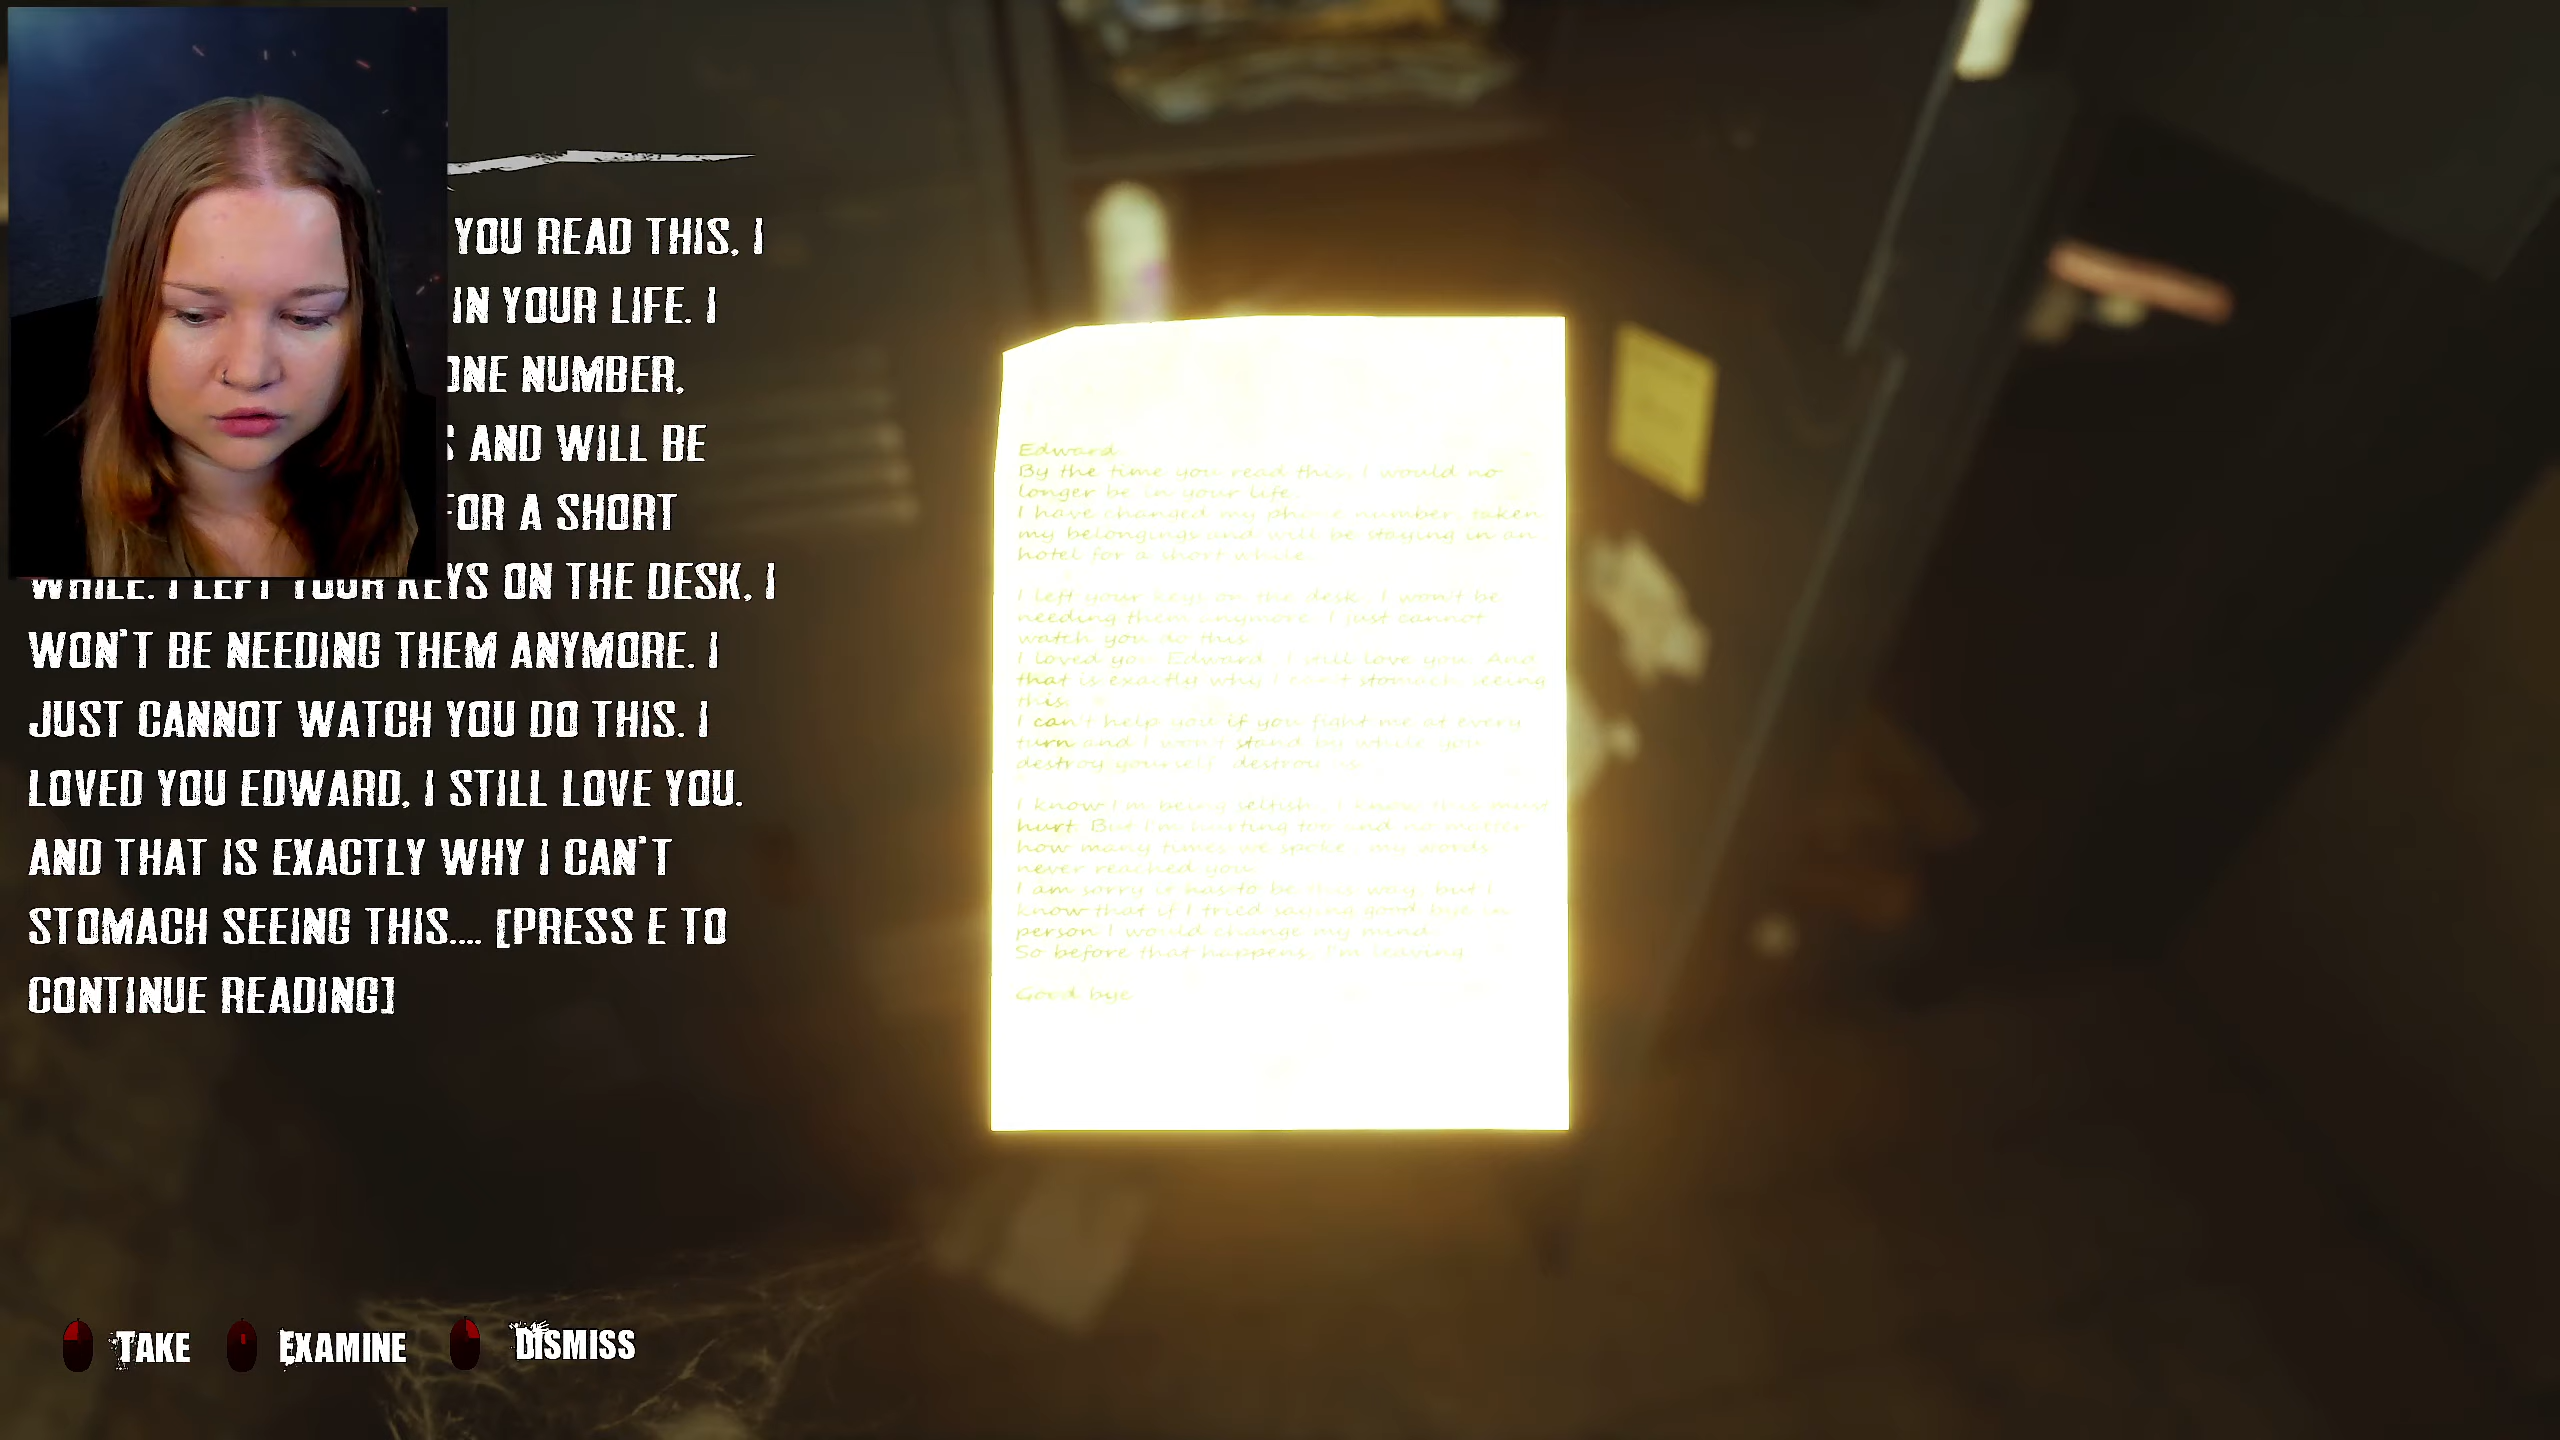 YOU READ THIS, I
IN YOUR LIFE. I
ONE NUMBER,
AND WILL BE
FOR A SHORT
WHILE. I LEFT YOUR KEYS ON THE DESK, I
WON'T BE NEEDING THEM ANYMORE. I
JUST CANNOT WATCH YOU DO THIS. I
LOVED YOU EDWARD, I STILL LOVE YOU.
AND THAT IS EXACTLY WHY I CAN'T
STOMACH SEEING THIS.... [PRESS E TO
CONTINUE READING]
Edward
By the time you read this, I would no
longer be in your life.
I have changed my phone number, taken
my belongings and will be staying in an
hotel for a short while.
I left your keys on the desk. I won't be
needing them anymore. I just cannot
watch you do this.
I loved you Edward, I still love you. And
that is exactly why I can't stomach seeing
this.
I can't help you if you fight me at every
turn and I won't stand by while you
destroy yourself, destroy us.
I know I'm being selfish, I know this must
hurt. But I'm hurting too and no matter
how many times we spoke, my words
never reached you.
I am sorry it has to be this way, but I
know that if I tried saying good bye in
person I would change my mind.
So before that happens, I'm leaving.
Good bye
TAKE EXAMINE DISMISS